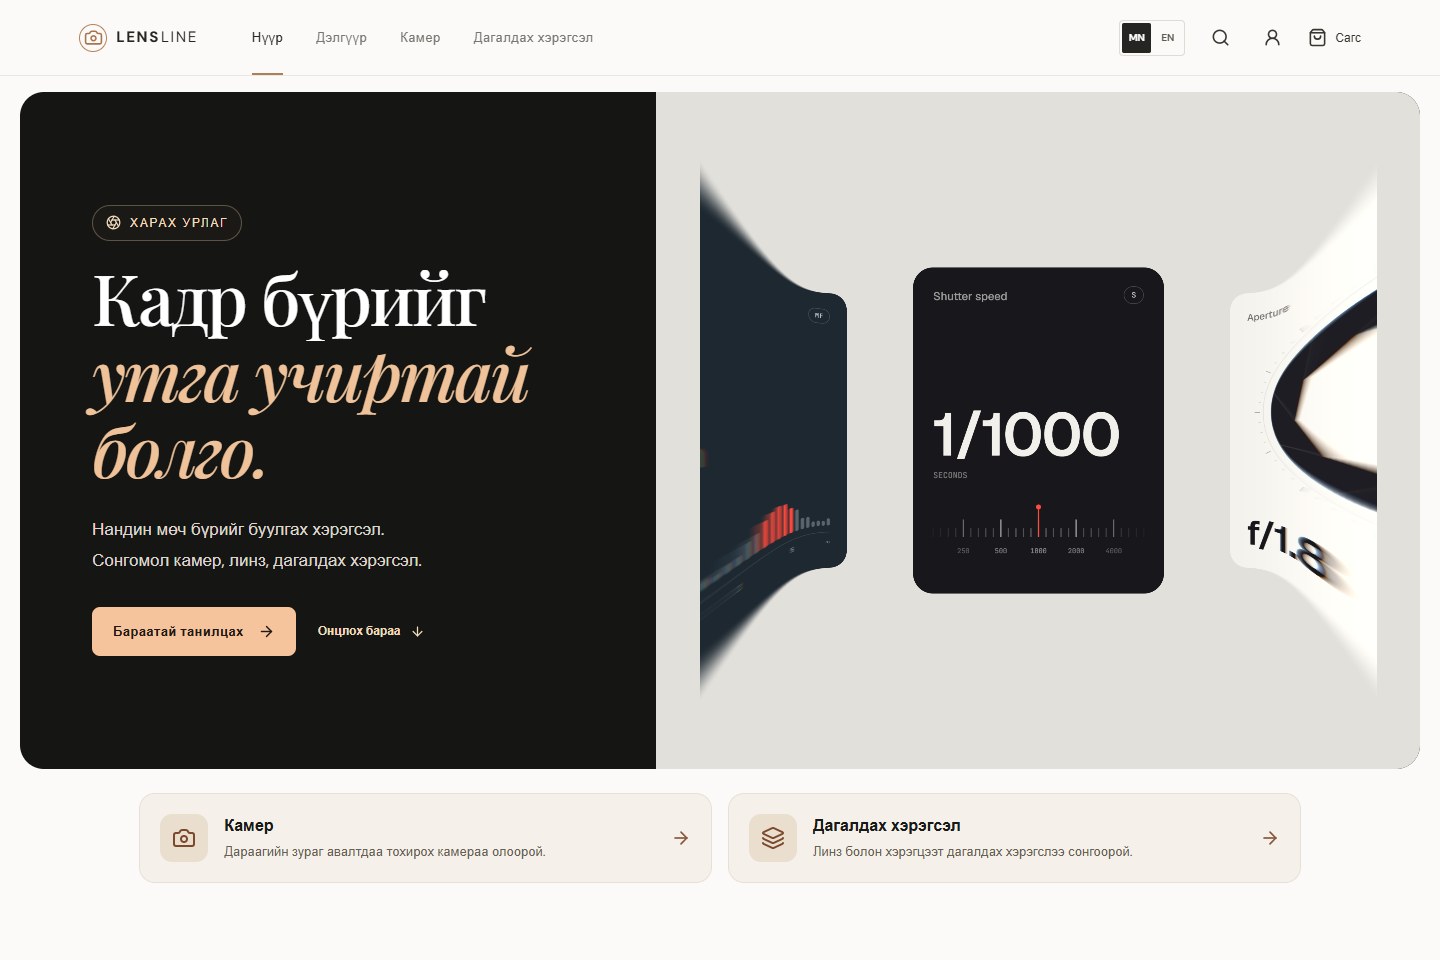 LENSLINE
Нүүр
Дэлгүүр
Камер
Дагалдах хэрэгсэл
MN
EN
Сагс
ХАРАХ УРЛАГ
Кадр бүрийг
утга учиртай
болго.
Нандин мөч бүрийг буулгах хэрэгсэл.
Сонгомол камер, линз, дагалдах хэрэгсэл.
Бараатай танилцах
Онцлох бараа
MF
Shutter speed
S
1/1000
SECONDS
250 500 1000 2000 4000
Aperture
f/1.8
Камер
Дараагийн зураг авалтдаа тохирох камераа олоорой.
Дагалдах хэрэгсэл
Линз болон хэрэгцээт дагалдах хэрэгслээ сонгоорой.